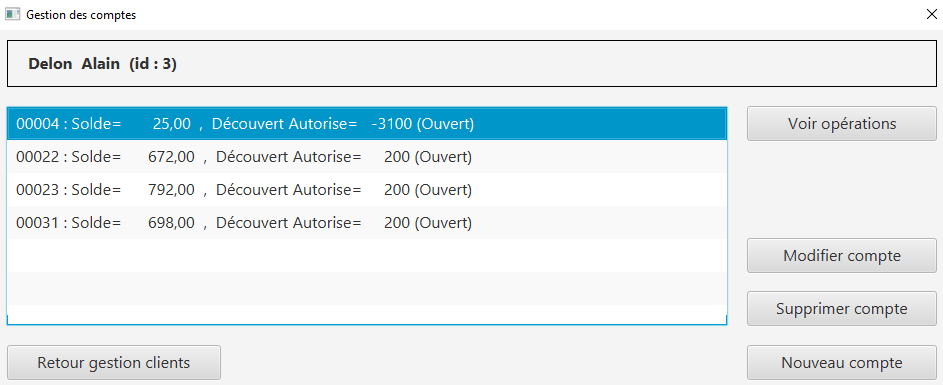 Gestion des comptes
Delon Alain (id : 3)
00004 : Solde= 25,00 , Découvert Autorise= -3100 (Ouvert)
Voir opérations
00022 : Solde= 672,00 , Découvert Autorise= 200 (Ouvert)
00023 : Solde= 792,00 , Découvert Autorise= 200 (Ouvert)
00031 : Solde= 698,00 , Découvert Autorise= 200 (Ouvert)
Modifier compte
Supprimer compte
Retour gestion clients
Nouveau compte